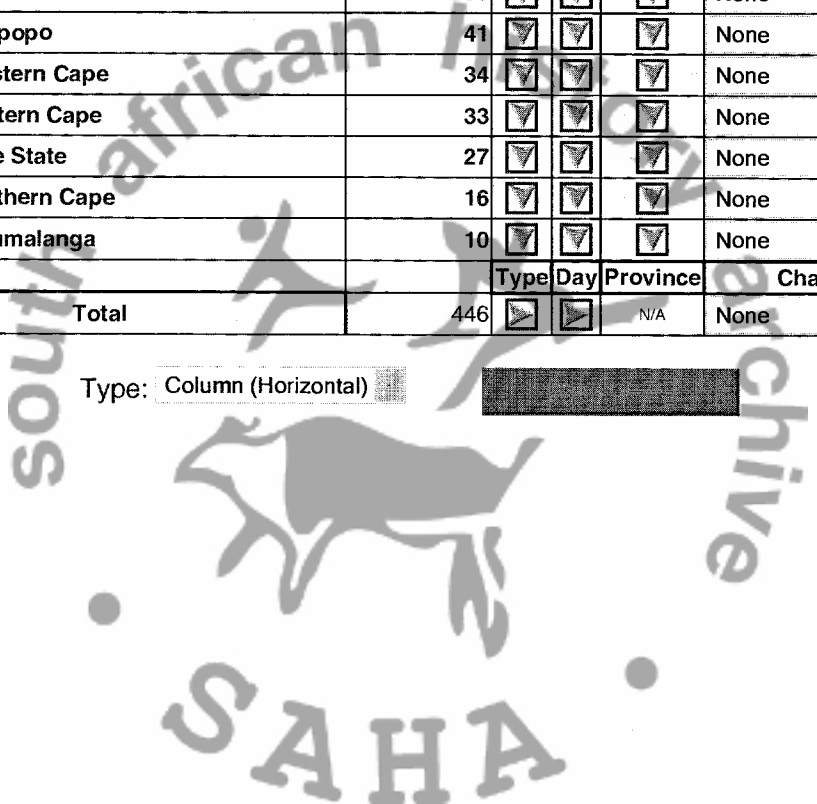 popo 41 None
stern Cape 34 None
tern Cape 33 None
e State 27 None
thern Cape 16 None
umalanga 10 None
Type Day Province Cha
Total 446 N/A None
Type: Column (Horizontal)
south african history archive
SAHA